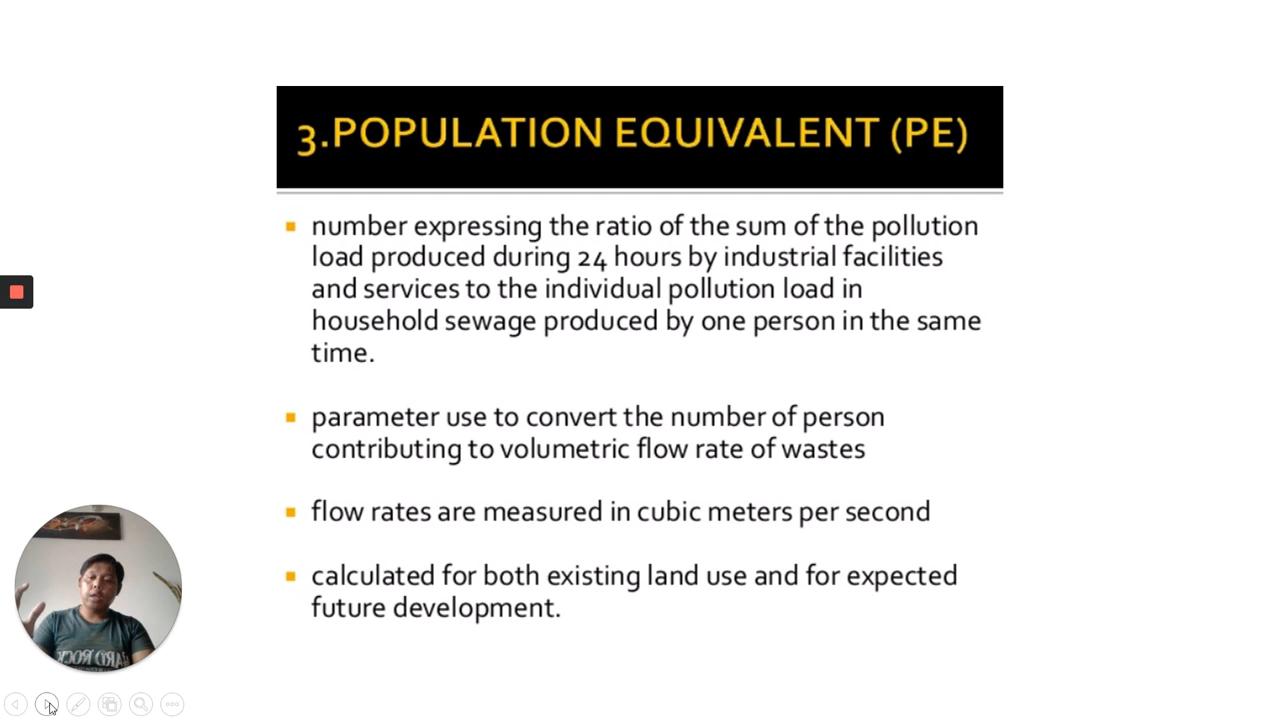 3.POPULATION EQUIVALENT (PE)
number expressing the ratio of the sum of the pollution
load produced during 24 hours by industrial facilities
and services to the individual pollution load in
household sewage produced by one person in the same
time.
parameter use to convert the number of person
contributing to volumetric flow rate of wastes
flow rates are measured in cubic meters per second
calculated for both existing land use and for expected
future development.
HARD ROCK